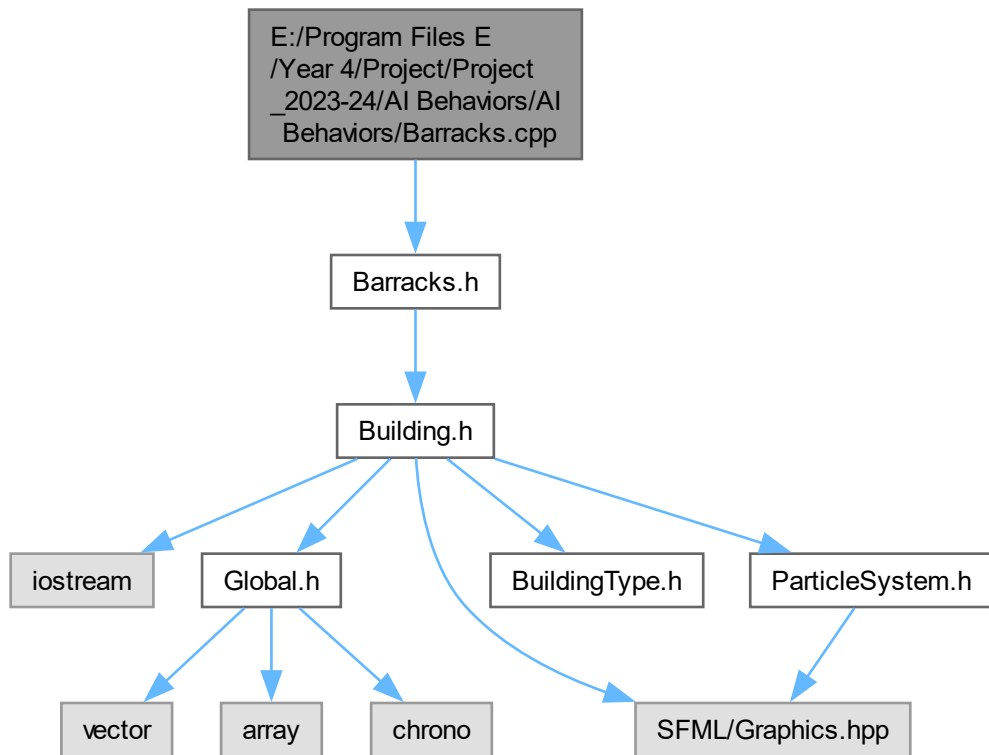 E:/Program Files E
/Year 4/Project/Project
_2023-24/AI Behaviors/AI
Behaviors/Barracks.cpp
Barracks.h
Building.h
iostream
Global.h
BuildingType.h
ParticleSystem.h
vector
array
chrono
SFML/Graphics.hpp